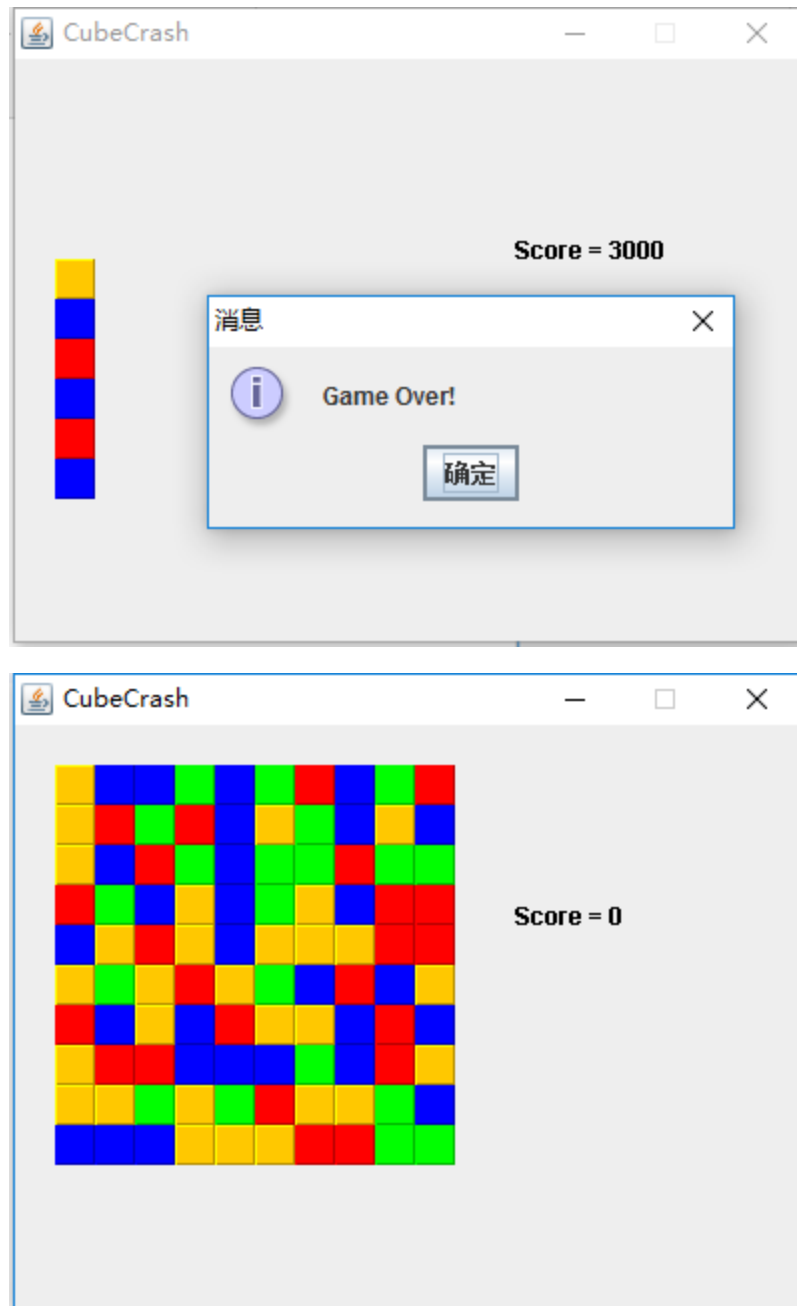 CubeCrash
Score = 3000
消息
Game Over!
确定
CubeCrash
Score = 0